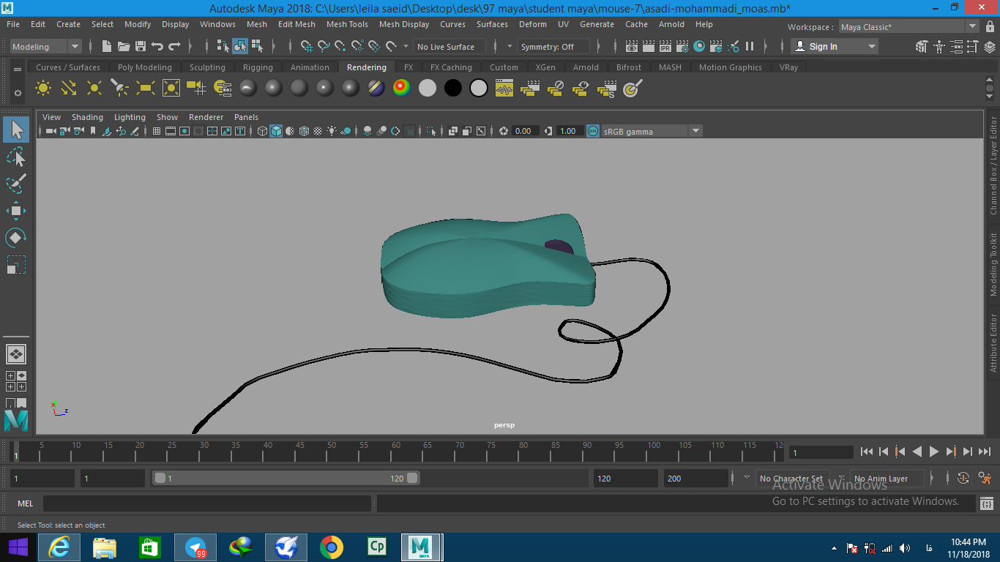 Autodesk Maya 2018: C:\Users\leila saeid\Desktop\desk\97 maya\student maya\mouse-7\asadi-mohammadi_moas.mb*
File Edit Create Select Modify Display Windows Mesh Edit Mesh Mesh Tools Mesh Display Curves Surfaces Deform UV Generate Cache Arnold Help
Workspace : Maya Classic*
Modeling No Live Surface Symmetry: Off IPR Sign In
Curves / Surfaces Poly Modeling Sculpting Rigging Animation Rendering FX FX Caching Custom XGen Arnold Bifrost MASH Motion Graphics VRay
View Shading Lighting Show Renderer Panels
0.00 1.00 ON sRGB gamma
Channel Box / Layer Editor
Modeling Toolkit
Attribute Editor
x
z
persp
5 10 15 20 25 30 35 40 45 50 55 60 65 70 75 80 85 90 95 100 105 110 115 12
1 1
1 1 1 120 120 200 No Character Set No Anim Layer
Activate Windows
Go to PC settings to activate Windows.
MEL
Select Tool: select an object
99 Cp MAYA فا
10:44 PM
11/18/2018